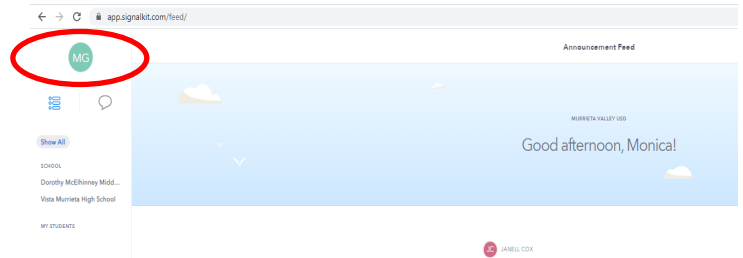 app.signalkit.com/feed/
MG
Announcement Feed
MURRIETA VALLEY USD
Good afternoon, Monica!
Show All
SCHOOL
Dorothy McElhinney Midd...
Vista Murrieta High School
MY STUDENTS
JC JANELL COX